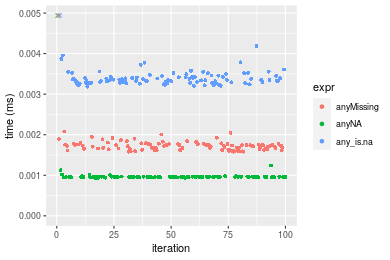 0.005
0.004
0.003
0.002
0.001
0.000
time (ms)
0
25
50
75
100
iteration
expr
anyMissing
anyNA
any_is.na